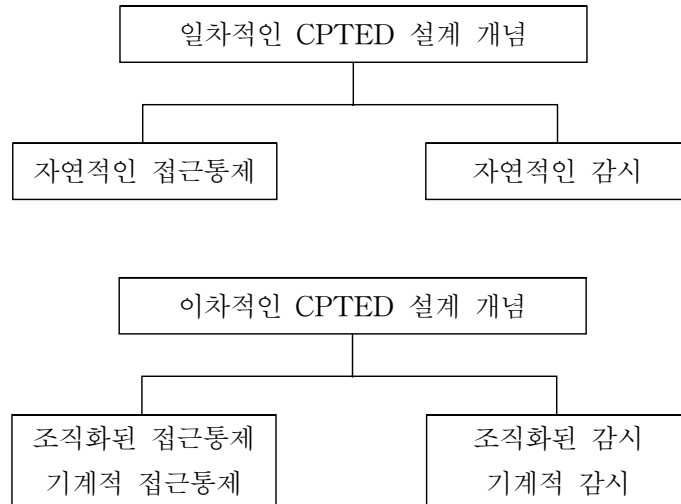 일차적인 CPTED 설계 개념
자연적인 접근통제
자연적인 감시
이차적인 CPTED 설계 개념
조직화된 접근통제
기계적 접근통제
조직화된 감시
기계적 감시